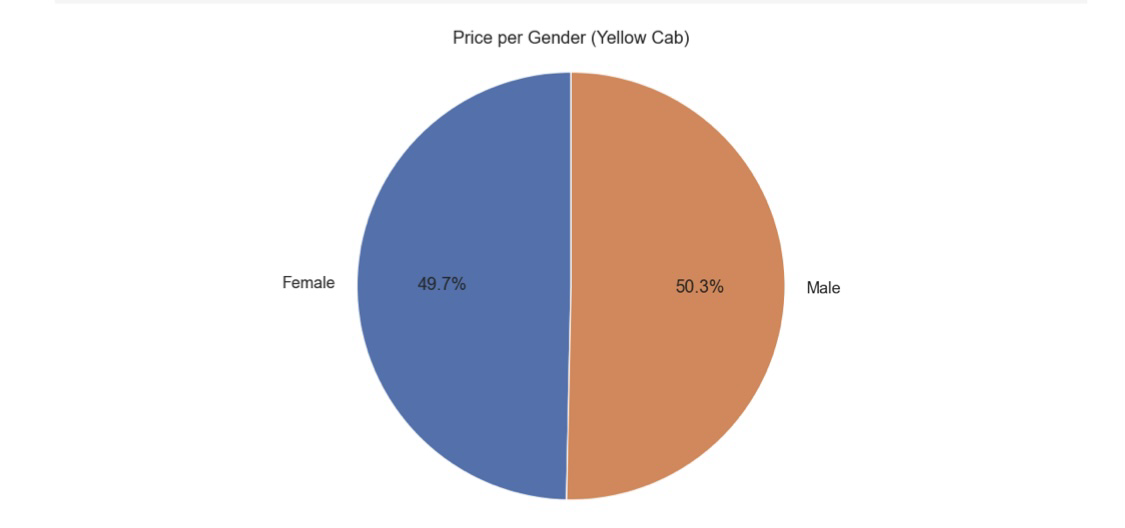 Price per Gender (Yellow Cab)
Female
49.7%
50.3%
Male